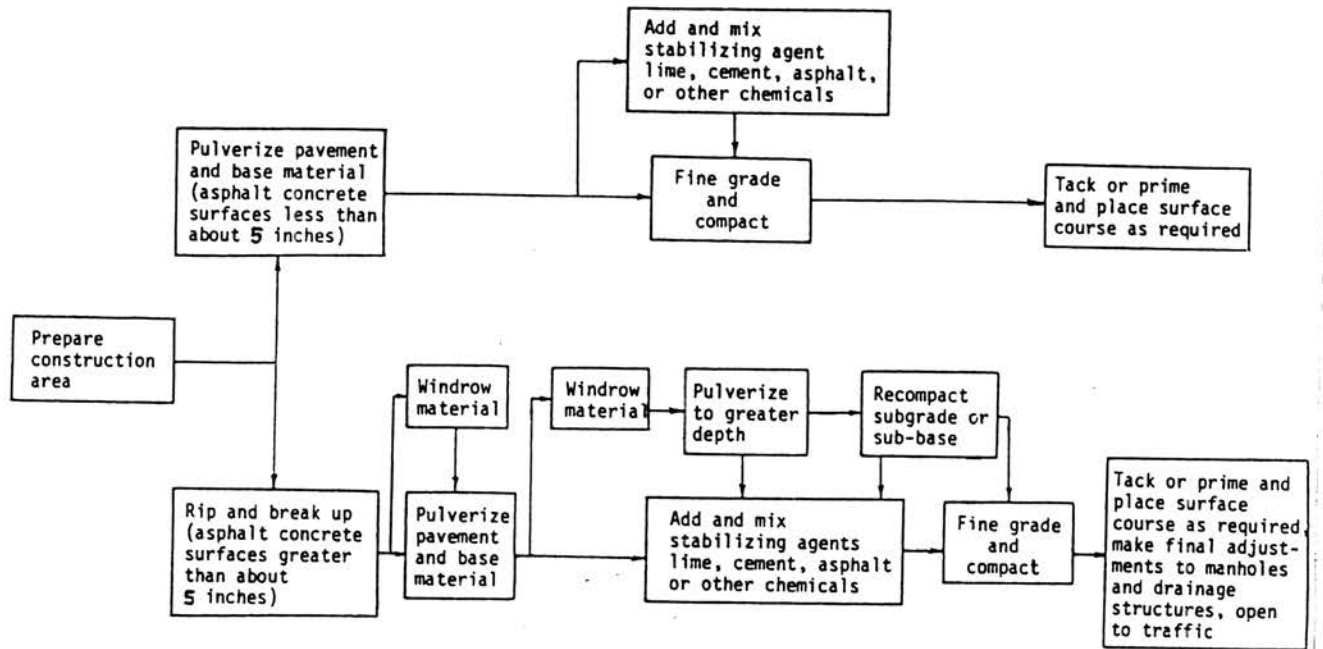 Add and mix
stabilizing agent
lime, cement, asphalt,
or other chemicals
Pulverize pavement
and base material
(asphalt concrete
surfaces less than
about 5 inches)
Fine grade
and
compact
Tack or prime
and place surface
course as required
Prepare
construction
area
Windrow
material
Windrow
material
Pulverize
to greater
depth
Recompact
subgrade or
sub-base
Rip and break up
(asphalt concrete
surfaces greater
than about
5 inches)
Pulverize
pavement
and base
material
Add and mix
stabilizing agents
lime, cement, asphalt
or other chemicals
Fine grade
and
compact
Tack or prime and
place surface
course as required,
make final adjust-
ments to manholes
and drainage
structures, open
to traffic